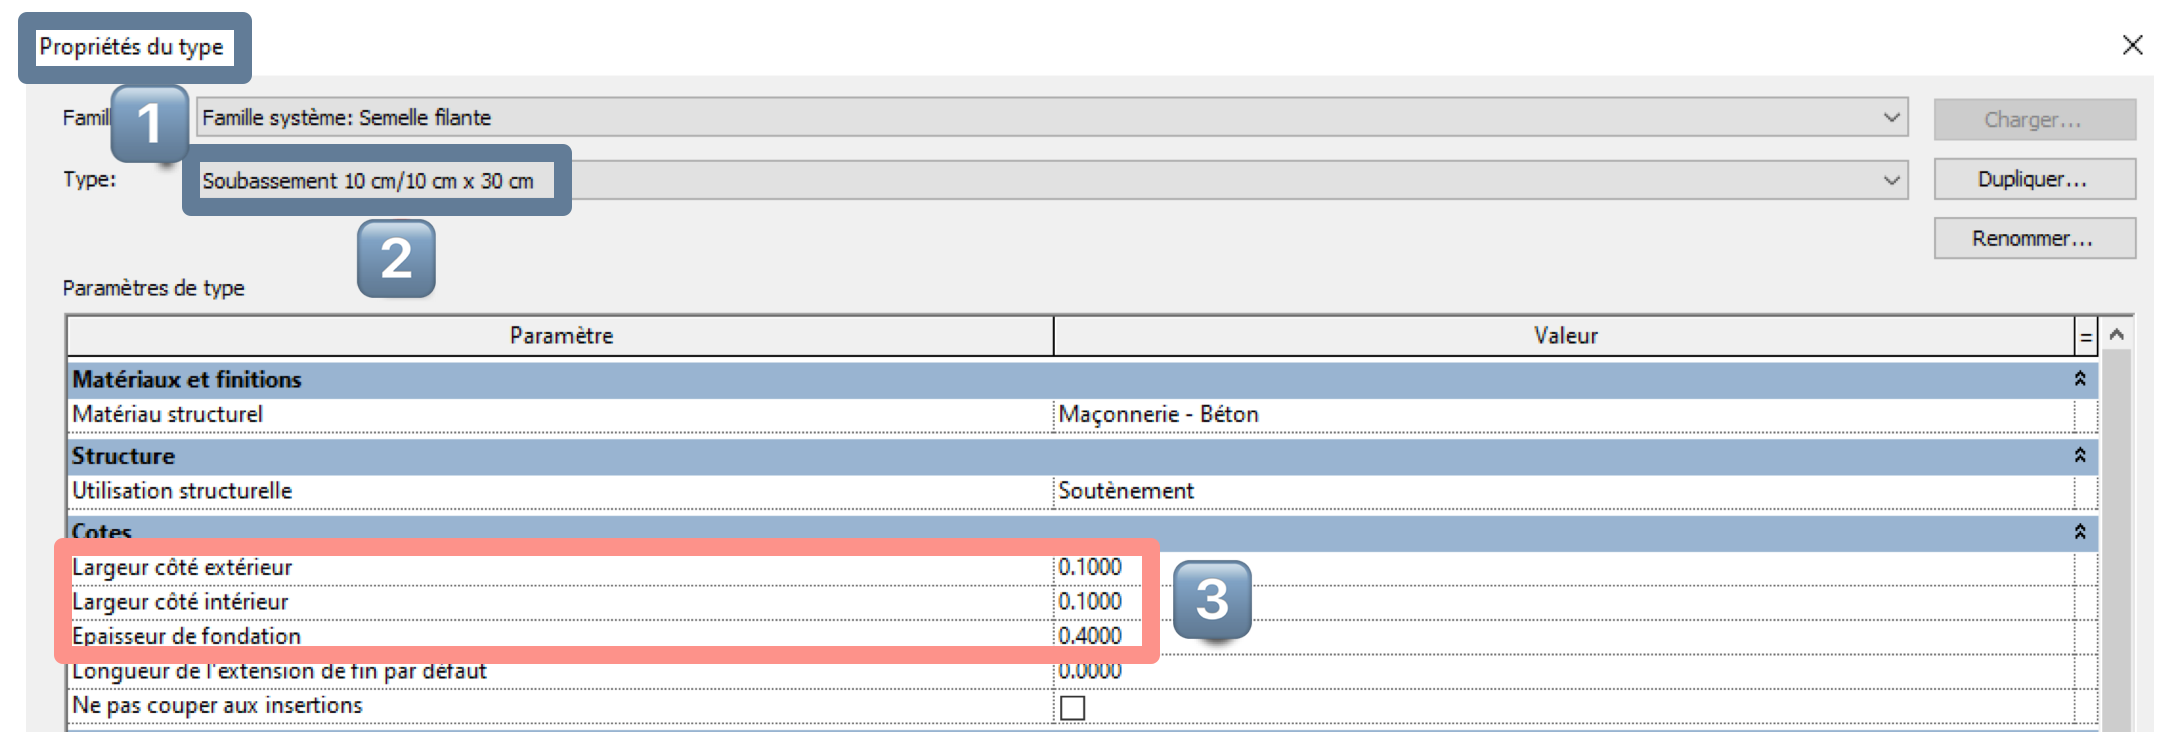 Propriétés du type
Famil 1 Famille système: Semelle filante Charger...
Type: Soubassement 10 cm/10 cm x 30 cm Dupliquer...
2 Renommer...
Paramètres de type
Paramètre Valeur =
Matériaux et finitions
Matériau structurel Maçonnerie - Béton
Structure
Utilisation structurelle Soutènement
Cotes
Largeur côté extérieur 0.1000
Largeur côté intérieur 0.1000 3
Epaisseur de fondation 0.4000
Longueur de l'extension de fin par défaut 0.0000
Ne pas couper aux insertions